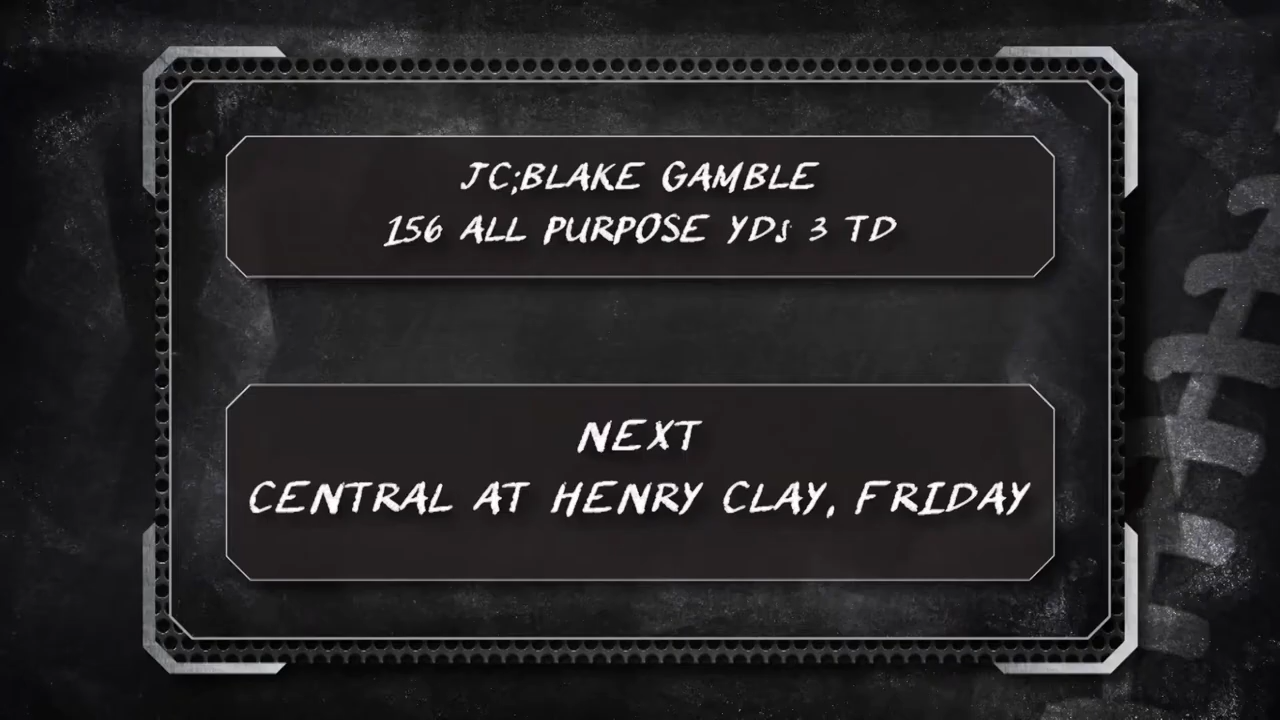 JC;BLAKE GAMBLE
156 ALL PURPOSE YDs 3 TD
NEXT
CENTRAL AT HENRY CLAY, FRIDAY